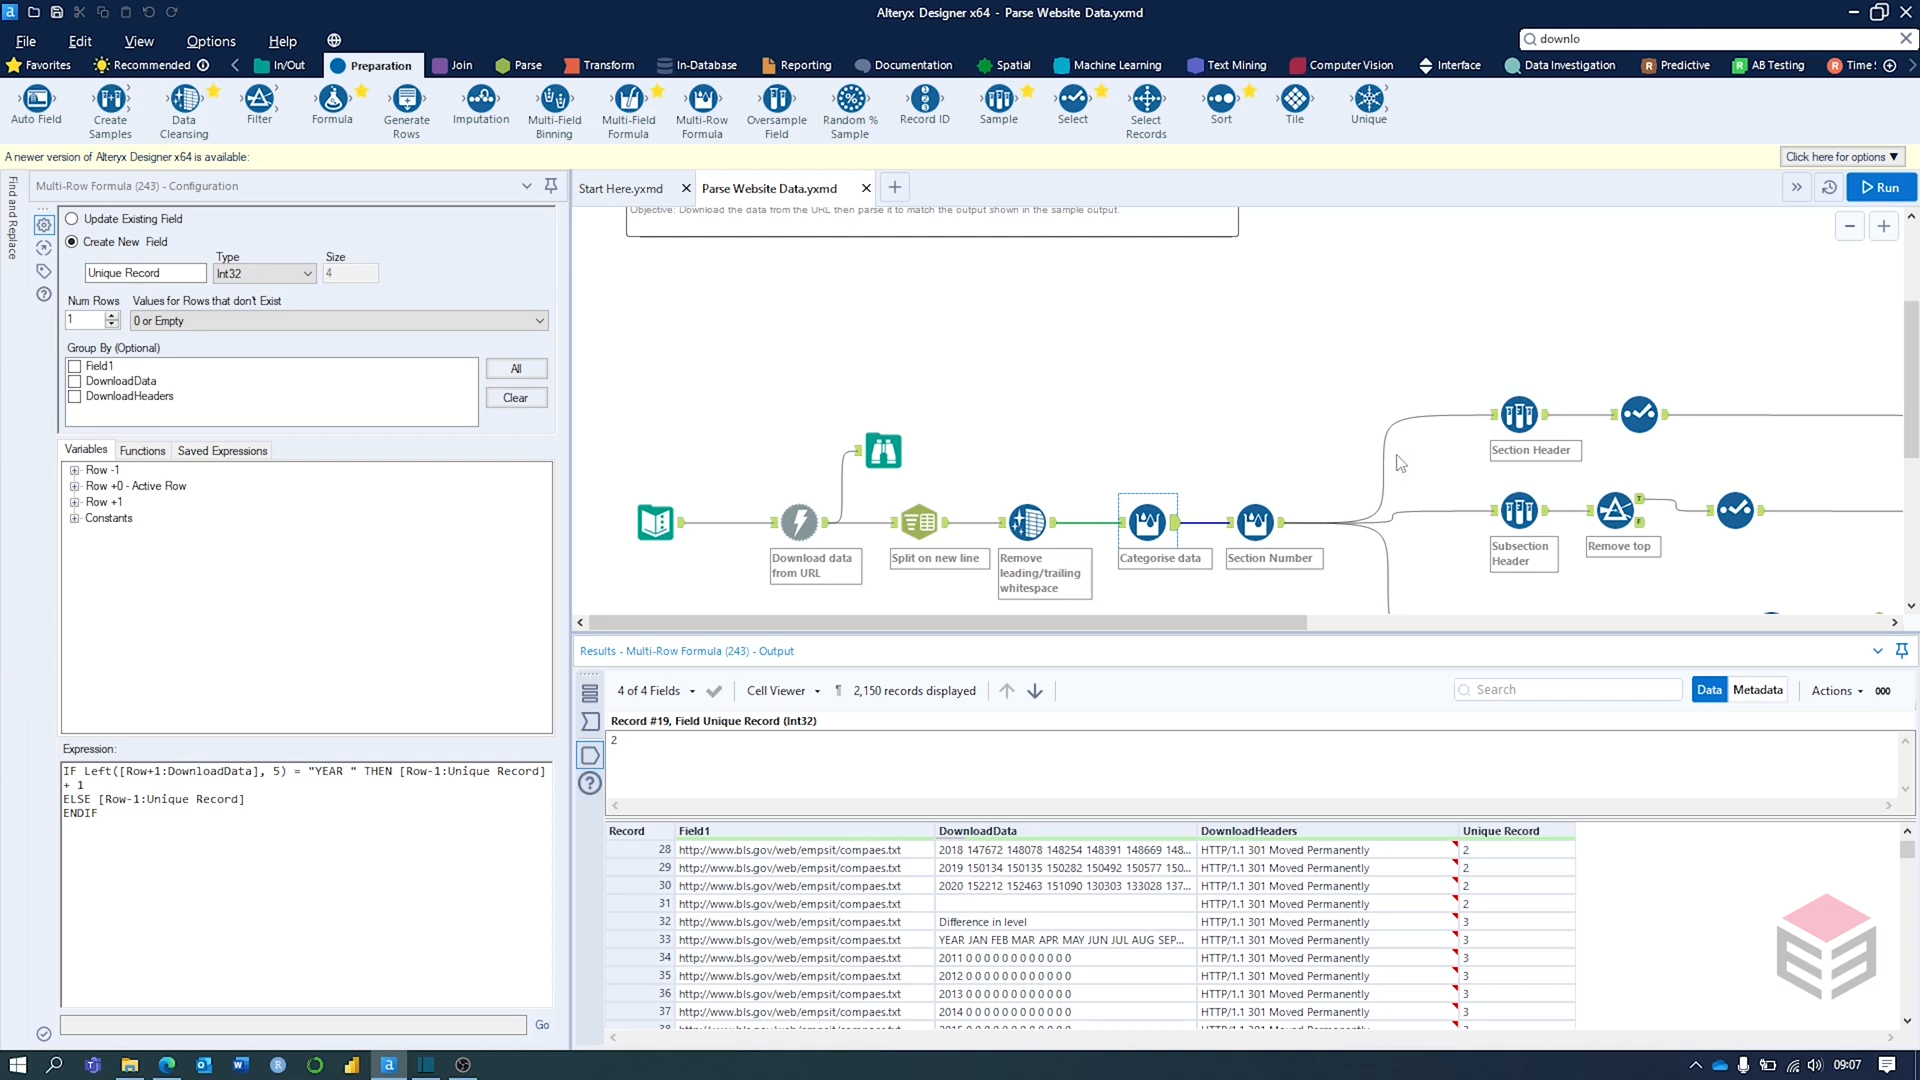 Alteryx Designer x64 - Parse Website Data.yxmd
File Edit View Options Help
downlo
Favorites Recommended In/Out Preparation Join Parse Transform In-Database Reporting Documentation Spatial Machine Learning Text Mining Computer Vision Interface Data Investigation Predictive AB Testing Time
Auto Field
Create Samples
Data Cleansing
Filter
Formula
Generate Rows
Imputation
Multi-Field Binning
Multi-Field Formula
Multi-Row Formula
Oversample Field
Random % Sample
Record ID
Sample
Select
Select Records
Sort
Tile
Unique
A newer version of Alteryx Designer x64 is available:
Click here for options ▼
Find and Replace
Multi-Row Formula (243) - Configuration
Update Existing Field
Create New Field
Type
Size
Unique Record
Int32
4
Num Rows
Values for Rows that don't Exist
1
0 or Empty
Group By (Optional)
Field1
DownloadData
DownloadHeaders
All
Clear
Variables Functions Saved Expressions
Row -1
Row +0 - Active Row
Row +1
Constants
Expression:
IF Left([Row+1:DownloadData], 5) = "YEAR " THEN [Row-1:Unique Record]
+ 1
ELSE [Row-1:Unique Record]
ENDIF
Go
Start Here.yxmd
Parse Website Data.yxmd
Run
Objective: Download the data from the URL then parse it to match the output shown in the sample output.
Download data
from URL
Split on new line
Remove
leading/trailing
whitespace
Categorise data
Section Number
Section Header
Subsection
Header
T
F
Remove top
Results - Multi-Row Formula (243) - Output
4 of 4 Fields
Cell Viewer
2,150 records displayed
Search
Data
Metadata
Actions
Record #19, Field Unique Record (Int32)
2
Record Field1 DownloadData DownloadHeaders Unique Record
28 http://www.bls.gov/web/empsit/compaes.txt 2018 147672 148078 148254 148391 148669 148... HTTP/1.1 301 Moved Permanently 2
29 http://www.bls.gov/web/empsit/compaes.txt 2019 150134 150135 150282 150492 150577 150... HTTP/1.1 301 Moved Permanently 2
30 http://www.bls.gov/web/empsit/compaes.txt 2020 152212 152463 151090 130303 133028 137... HTTP/1.1 301 Moved Permanently 2
31 http://www.bls.gov/web/empsit/compaes.txt HTTP/1.1 301 Moved Permanently 2
32 http://www.bls.gov/web/empsit/compaes.txt Difference in level HTTP/1.1 301 Moved Permanently 3
33 http://www.bls.gov/web/empsit/compaes.txt YEAR JAN FEB MAR APR MAY JUN JUL AUG SEP... HTTP/1.1 301 Moved Permanently 3
34 http://www.bls.gov/web/empsit/compaes.txt 2011 0 0 0 0 0 0 0 0 0 0 0 0 HTTP/1.1 301 Moved Permanently 3
35 http://www.bls.gov/web/empsit/compaes.txt 2012 0 0 0 0 0 0 0 0 0 0 0 0 HTTP/1.1 301 Moved Permanently 3
36 http://www.bls.gov/web/empsit/compaes.txt 2013 0 0 0 0 0 0 0 0 0 0 0 0 HTTP/1.1 301 Moved Permanently 3
37 http://www.bls.gov/web/empsit/compaes.txt 2014 0 0 0 0 0 0 0 0 0 0 0 0 HTTP/1.1 301 Moved Permanently 3
09:07